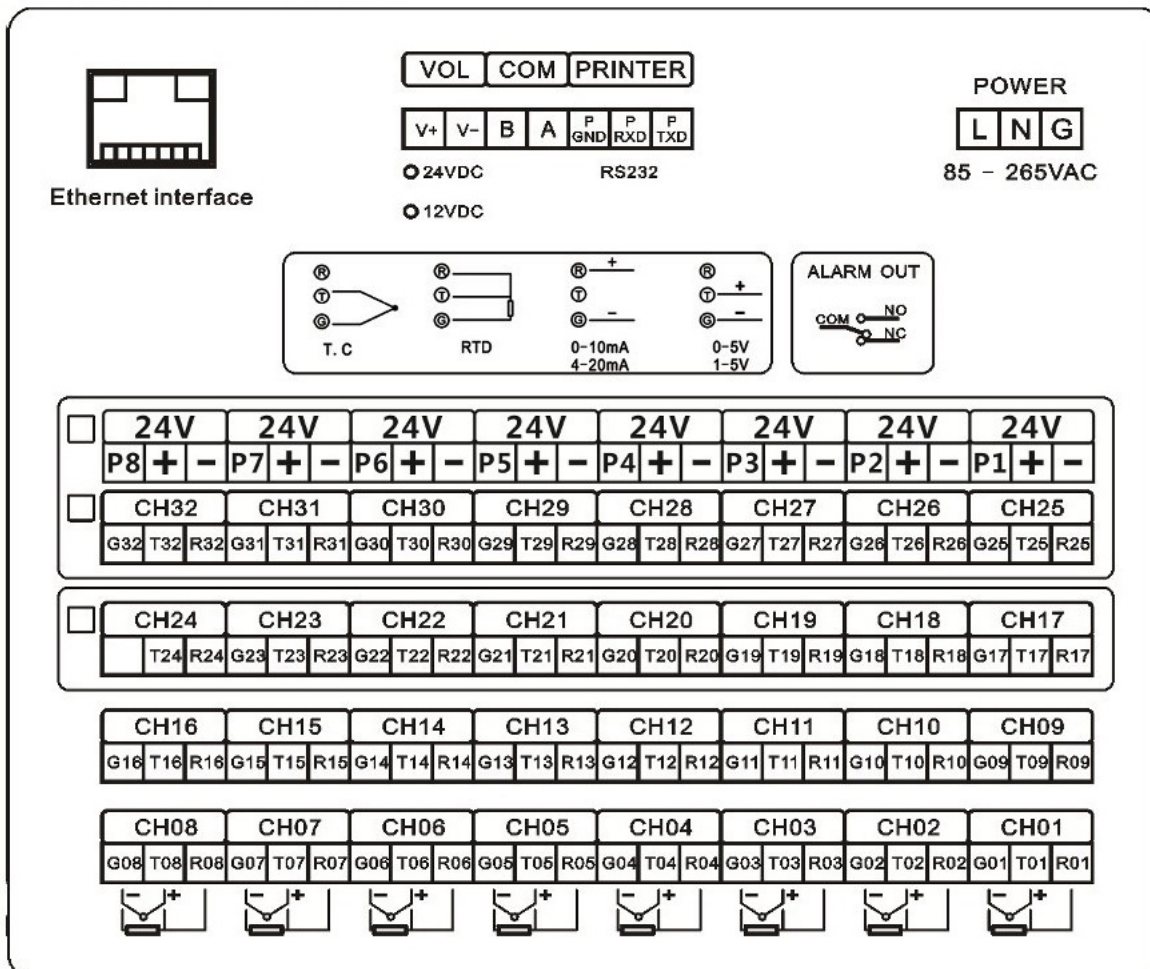 VOL COM PRINTER
POWER
V+ V- B A P GND P RXD P TXD
L N G
24VDC RS232
85 - 265VAC
Ethernet interface
12VDC
R R R + R
T T T T +
G G G - G -
T.C RTD 0-10mA 0-5V
4-20mA 1-5V
ALARM OUT
COM NO
NC
24V 24V 24V 24V 24V 24V 24V 24V
P8 + - P7 + - P6 + - P5 + - P4 + - P3 + - P2 + - P1 + -
CH32 CH31 CH30 CH29 CH28 CH27 CH26 CH25
G32 T32 R32 G31 T31 R31 G30 T30 R30 G29 T29 R29 G28 T28 R28 G27 T27 R27 G26 T26 R26 G25 T25 R25
CH24 CH23 CH22 CH21 CH20 CH19 CH18 CH17
T24 R24 G23 T23 R23 G22 T22 R22 G21 T21 R21 G20 T20 R20 G19 T19 R19 G18 T18 R18 G17 T17 R17
CH16 CH15 CH14 CH13 CH12 CH11 CH10 CH09
G16 T16 R16 G15 T15 R15 G14 T14 R14 G13 T13 R13 G12 T12 R12 G11 T11 R11 G10 T10 R10 G09 T09 R09
CH08 CH07 CH06 CH05 CH04 CH03 CH02 CH01
G08 T08 R08 G07 T07 R07 G06 T06 R06 G05 T05 R05 G04 T04 R04 G03 T03 R03 G02 T02 R02 G01 T01 R01
- + - + - + - + - + - + - + - +